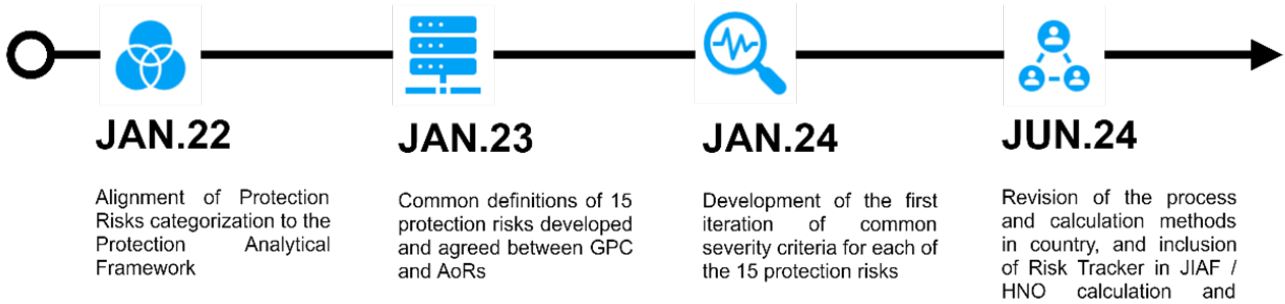 JAN.22
Alignment of Protection
Risks categorization to the
Protection Analytical
Framework
JAN.23
Common definitions of 15
protection risks developed
and agreed between GPC
and AoRs
JAN.24
Development of the first
iteration of common
severity criteria for each of
the 15 protection risks
JUN.24
Revision of the process
and calculation methods
in country, and inclusion
of Risk Tracker in JIAF /
HNO calculation and